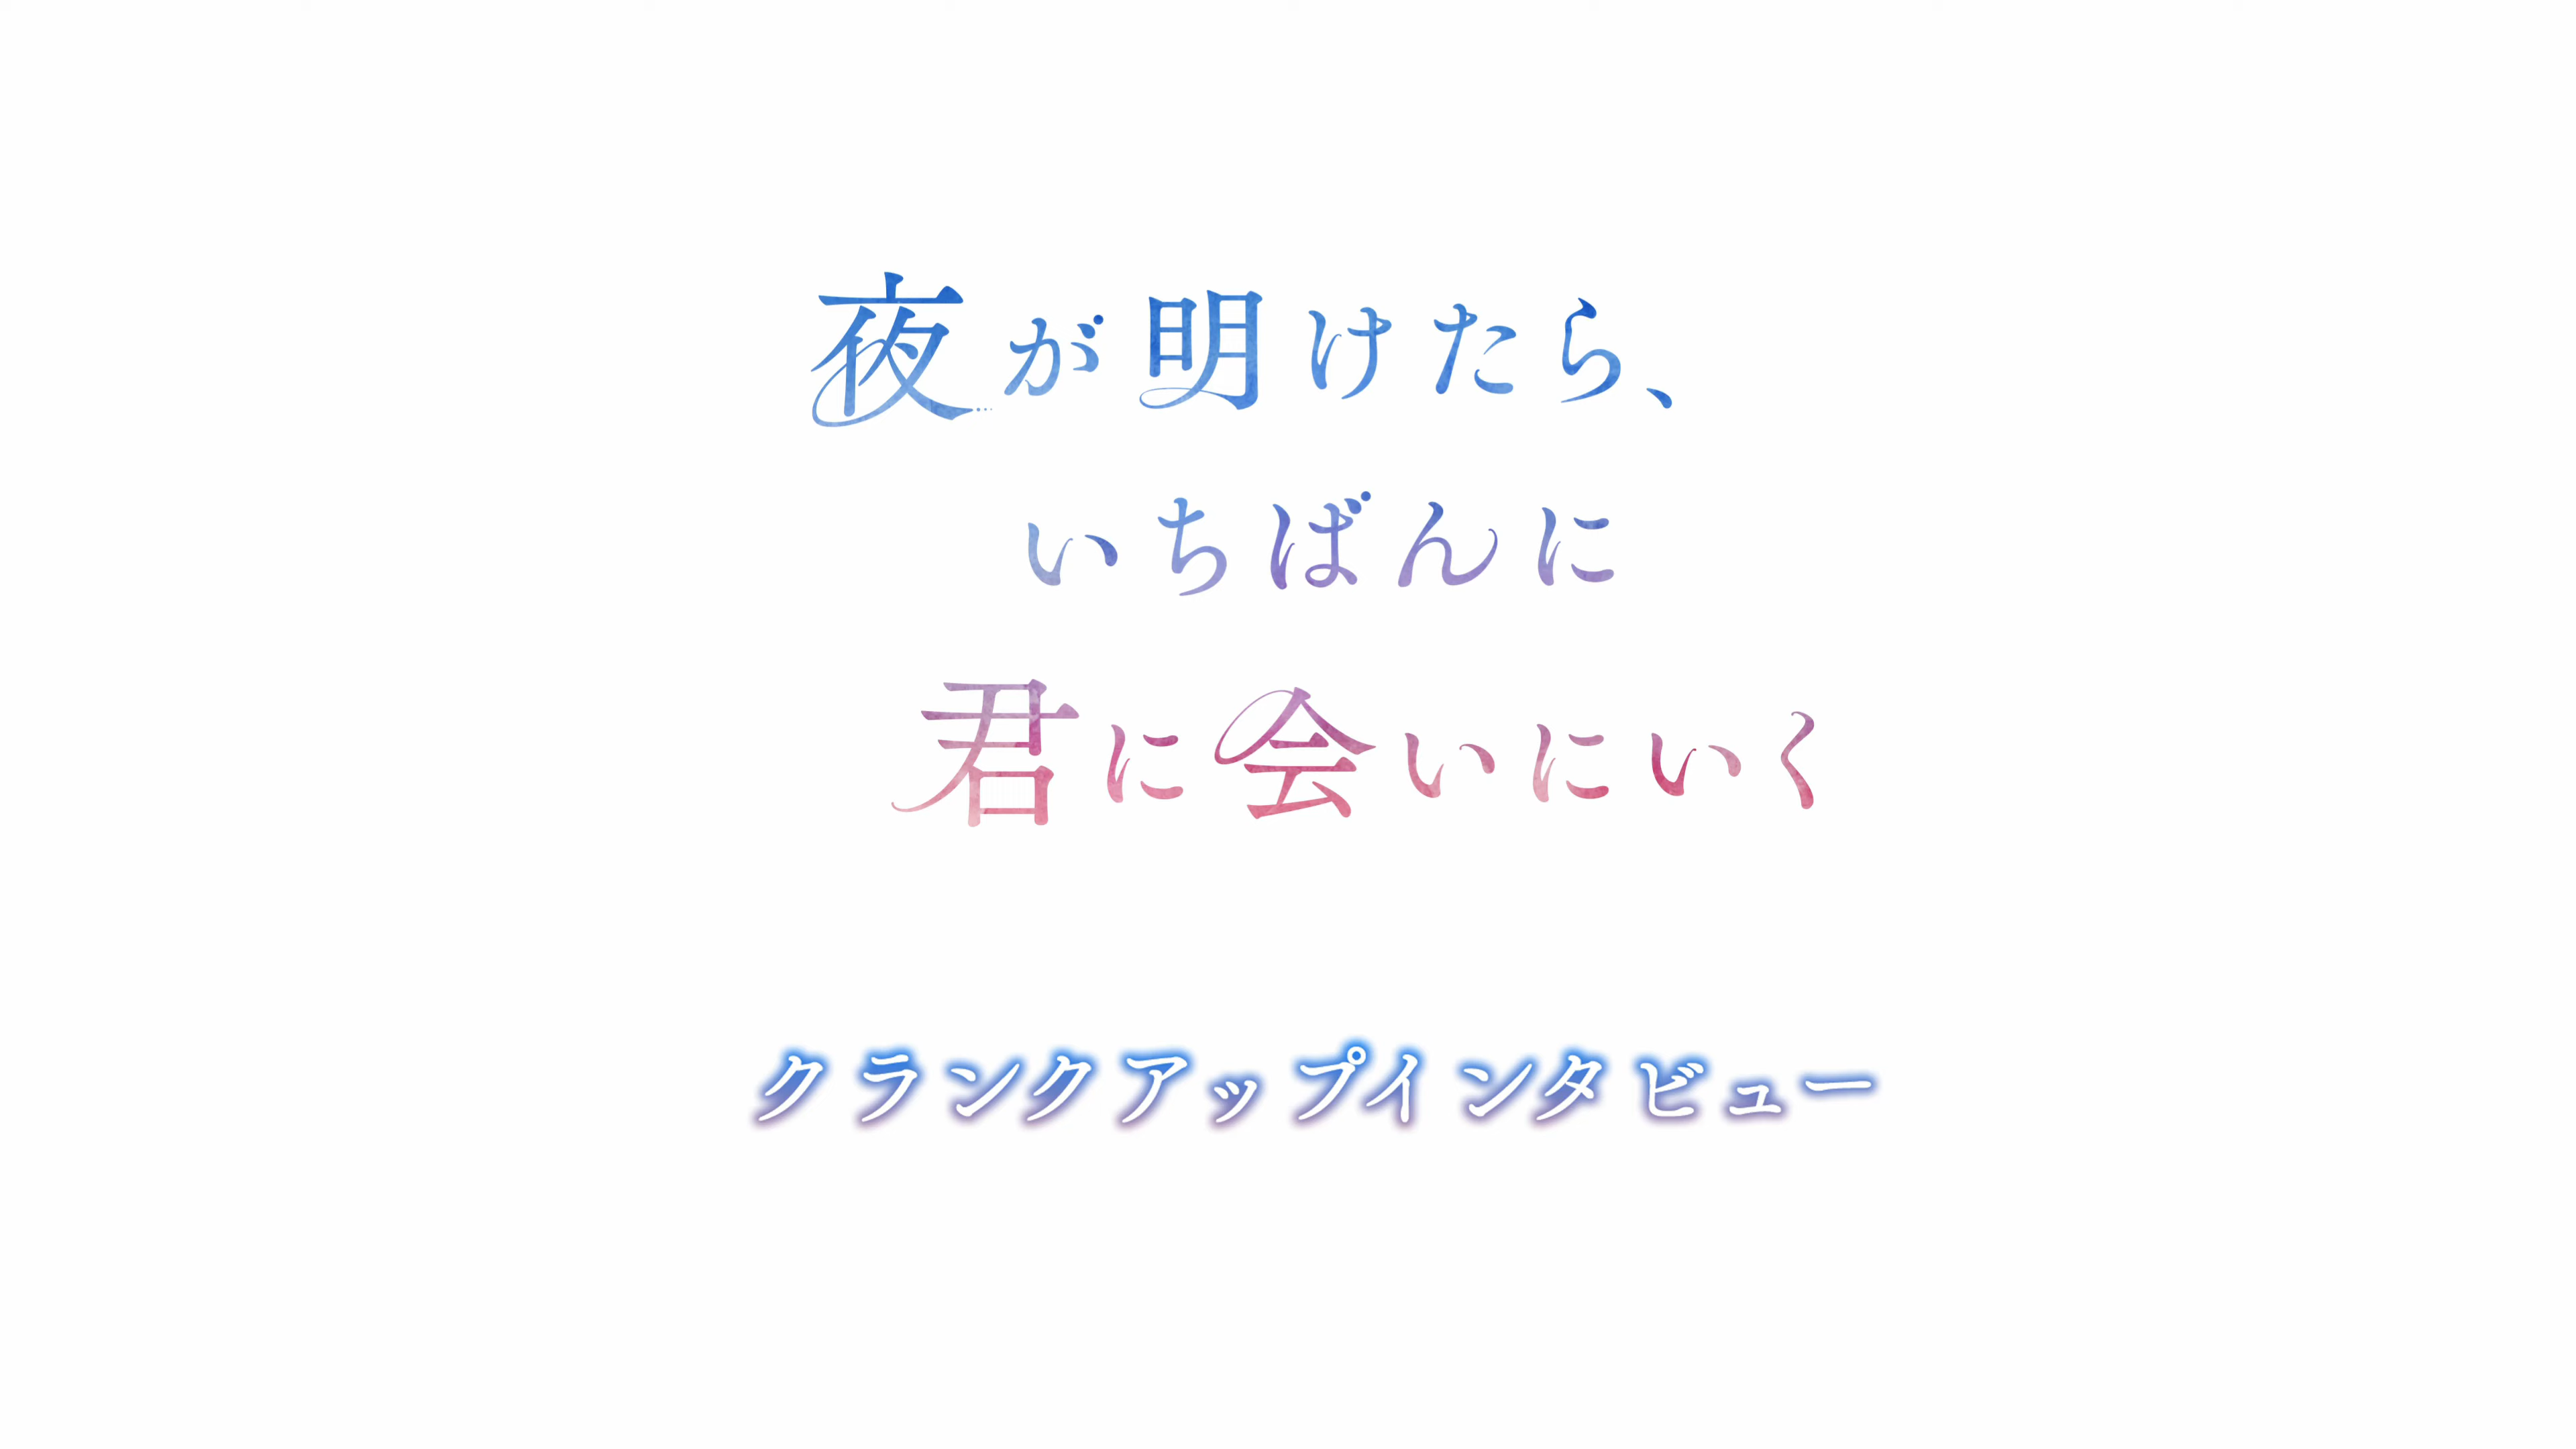 夜が明けたら、
いちばんに
君に会いにいく
クランクアップインタビュー